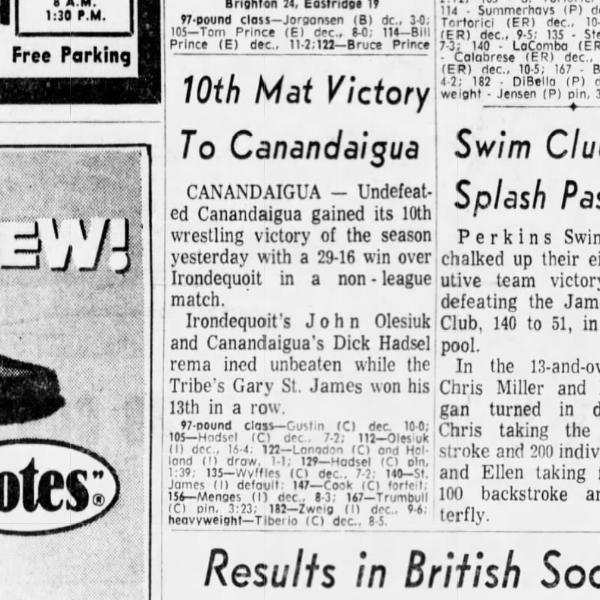 8 A.M.
1:30 P.M.
Free Parking
EW!
otes"®
Brighton 24, Eastridge 19
97-pound class—Jorgansen (B) dc., 3-0;
105—Tom Prince (E) dec., 8-0; 114—Bill
Prince (E) dec., 11-2; 122—Bruce Prince
10th Mat Victory
To Canandaigua
CANANDAIGUA — Undefeat-
ed Canandaigua gained its 10th
wrestling victory of the season
yesterday with a 29-16 win over
Irondequoit in a non-league
match.
Irondequoit's John Olesiuk
and Canandaigua's Dick Hadsel
rema ined unbeaten while the
Tribe's Gary St. James won his
13th in a row.
97-pound class—Gustin (C) dec. 10-0;
105—Hadsel (C) dec., 7-2; 112—Olesiuk
(I) dec., 16-4; 122—Langdon (C) and Hol-
land (I) draw, 1-1; 129—Hadsel (C) pin,
1:39; 135—Wyffles (C) dec., 7-2; 140—St.
James (I) default; 147—Cook (C) forfeit;
156—Menges (I) dec., 8-3; 167—Trumbull
(C) pin, 3:23; 182—Zweig (I) dec., 9-6;
heavyweight—Tiberio (C) dec., 8-5.
114 - Summerhays (P) d
Tortorici (ER) dec., 10-
(ER) dec., 9-5; 135 - Ste
7-3; 140 - LaComba (ER
- Calabrese (ER) dec.,
(ER) dec., 10-5; 167 - B
4-2; 182 - DiBella (P) d
weight - Jensen (P) pin, 3
Swim Clu
Splash Pas
Perkins Swim
chalked up their ei
utive team victory
defeating the Jam
Club, 140 to 51, in
pool.
In the 13-and-ov
Chris Miller and
gan turned in d
Chris taking the
stroke and 200 indiv
and Ellen taking
100 backstroke a
terfly.
Results in British Soc